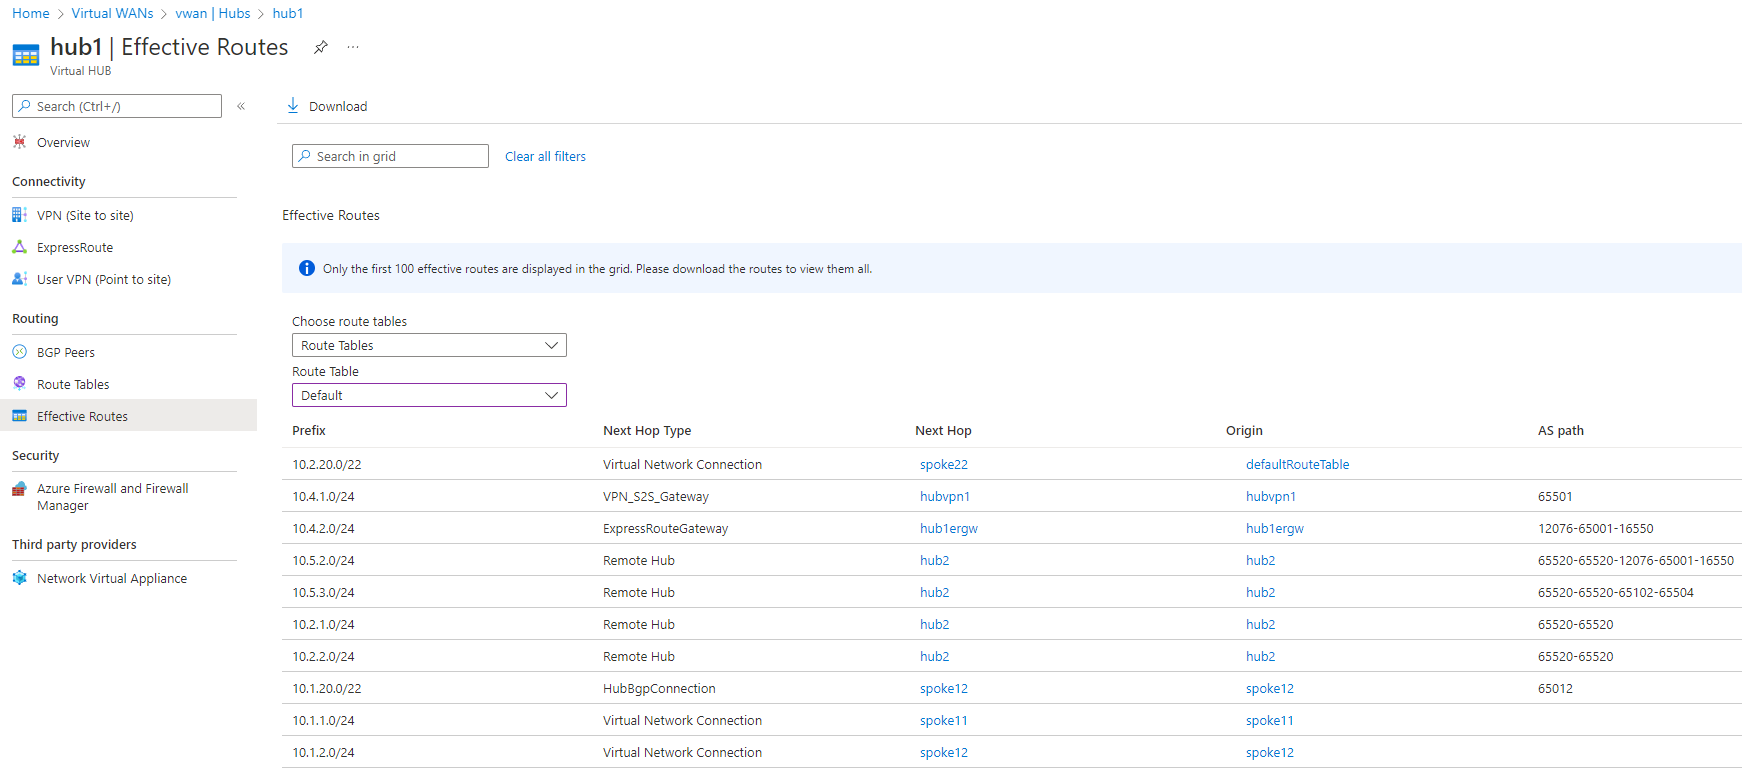 Home > Virtual WANs > vwan | Hubs > hub1
hub1 | Effective Routes
Virtual HUB
Search (Ctrl+/)
«
Download
Overview
Search in grid
Clear all filters
Connectivity
VPN (Site to site)
ExpressRoute
User VPN (Point to site)
Routing
BGP Peers
Route Tables
Effective Routes
Security
Azure Firewall and Firewall
Manager
Third party providers
Network Virtual Appliance
Effective Routes
Only the first 100 effective routes are displayed in the grid. Please download the routes to view them all.
Choose route tables
Route Tables
Route Table
Default
Prefix Next Hop Type Next Hop Origin AS path
10.2.20.0/22 Virtual Network Connection spoke22 defaultRouteTable
10.4.1.0/24 VPN_S2S_Gateway hubvpn1 hubvpn1 65501
10.4.2.0/24 ExpressRouteGateway hub1ergw hub1ergw 12076-65001-16550
10.5.2.0/24 Remote Hub hub2 hub2 65520-65520-12076-65001-16550
10.5.3.0/24 Remote Hub hub2 hub2 65520-65520-65102-65504
10.2.1.0/24 Remote Hub hub2 hub2 65520-65520
10.2.2.0/24 Remote Hub hub2 hub2 65520-65520
10.1.20.0/22 HubBgpConnection spoke12 spoke12 65012
10.1.1.0/24 Virtual Network Connection spoke11 spoke11
10.1.2.0/24 Virtual Network Connection spoke12 spoke12